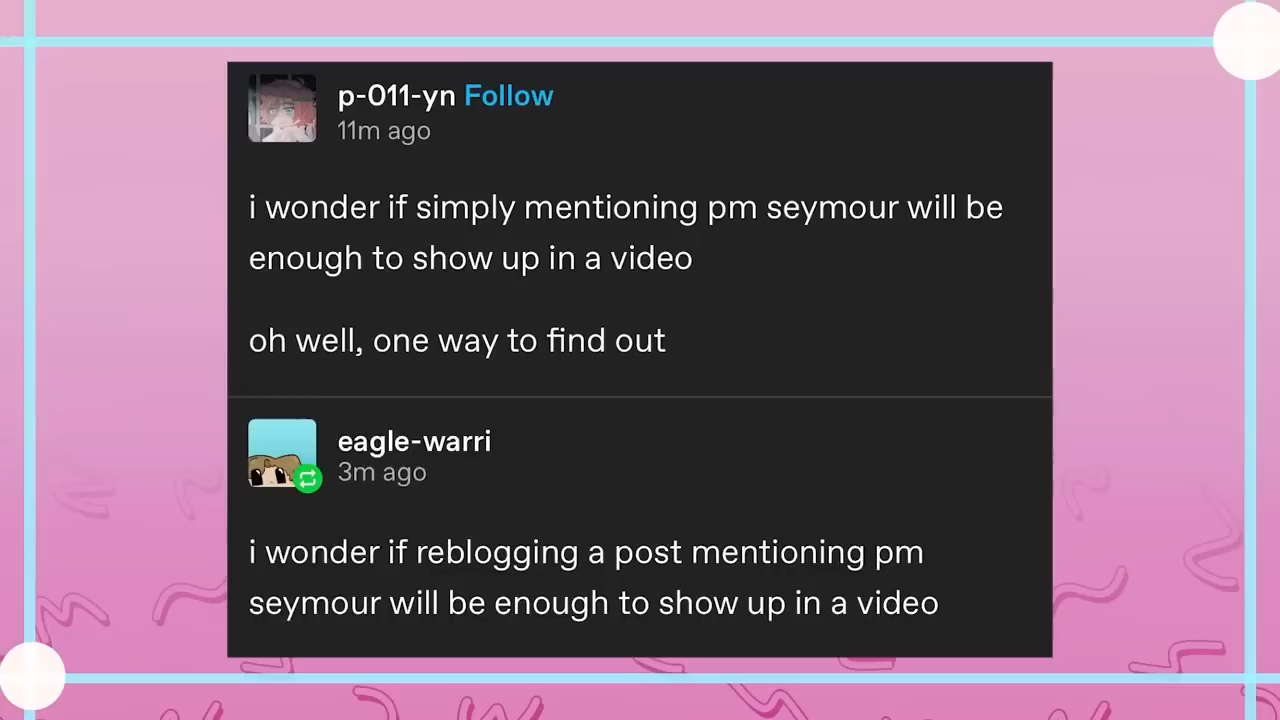 p-011-yn Follow
11m ago
i wonder if simply mentioning pm seymour will be
enough to show up in a video
oh well, one way to find out
eagle-warri
3m ago
i wonder if reblogging a post mentioning pm
seymour will be enough to show up in a video